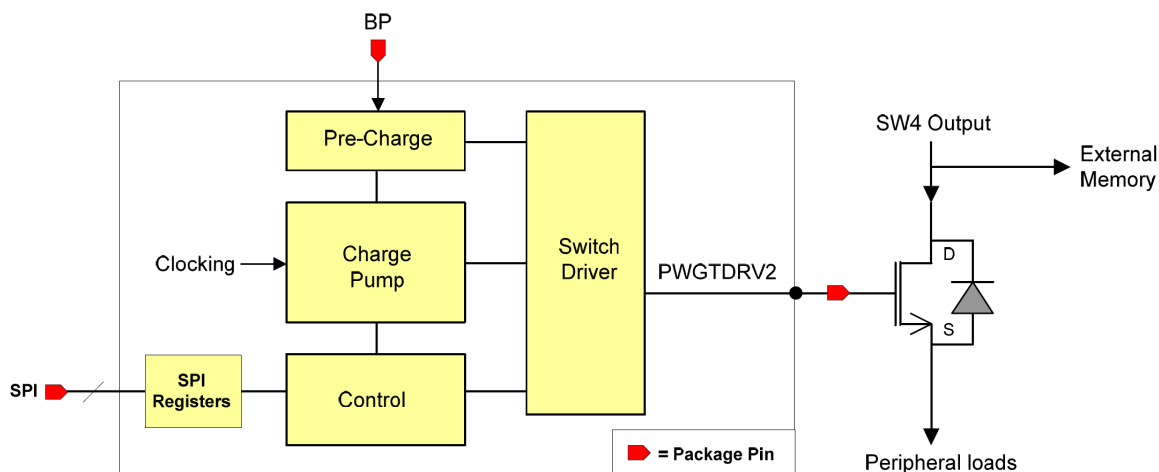 BP
Pre-Charge
SW4 Output
External
Memory
Clocking
Charge
Pump
Switch
Driver
PWGTDRV2
D
S
SPI
SPI
Registers
Control
= Package Pin
Peripheral loads